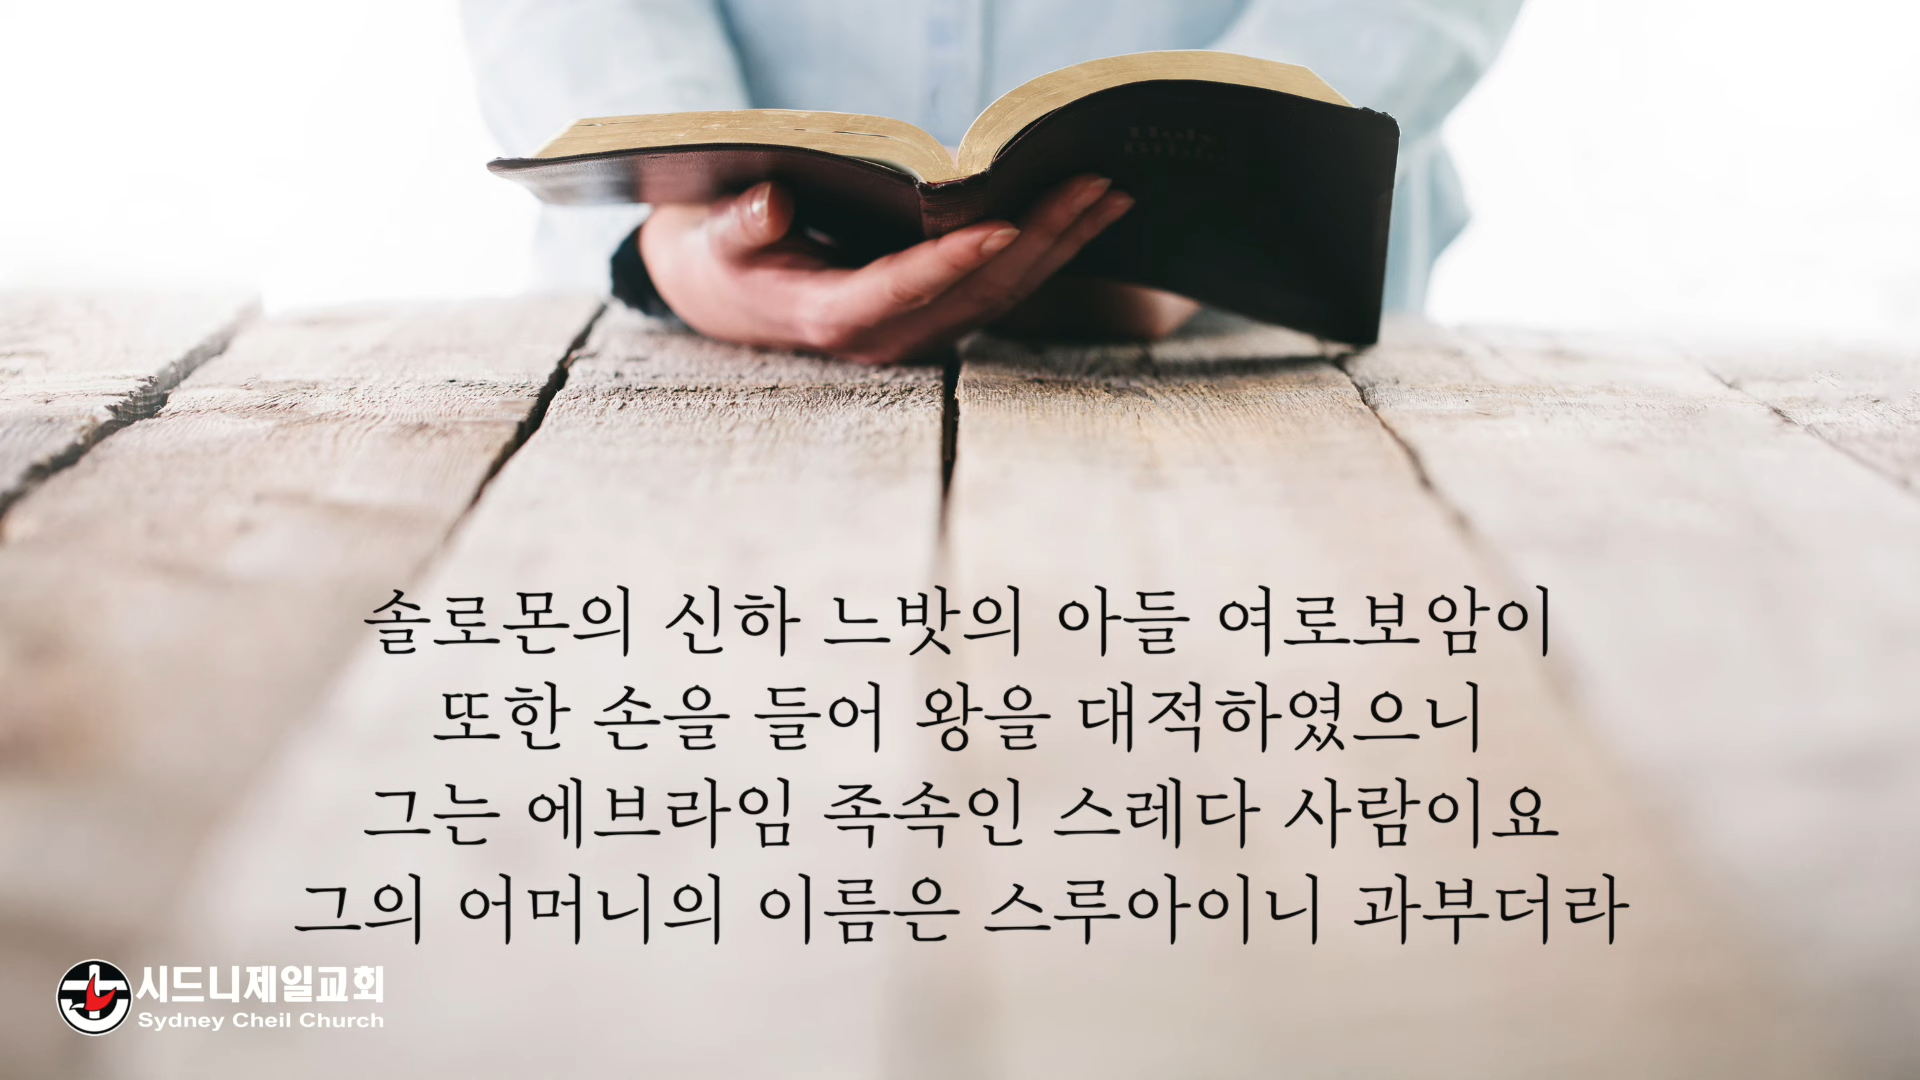 솔로몬의 신하 느밧의 아들 여로보암이
또한 손을 들어 왕을 대적하였으니
그는 에브라임 족속인 스레다 사람이요
그의 어머니의 이름은 스루아이니 과부더라
시드니제일교회
Sydney Cheil Church